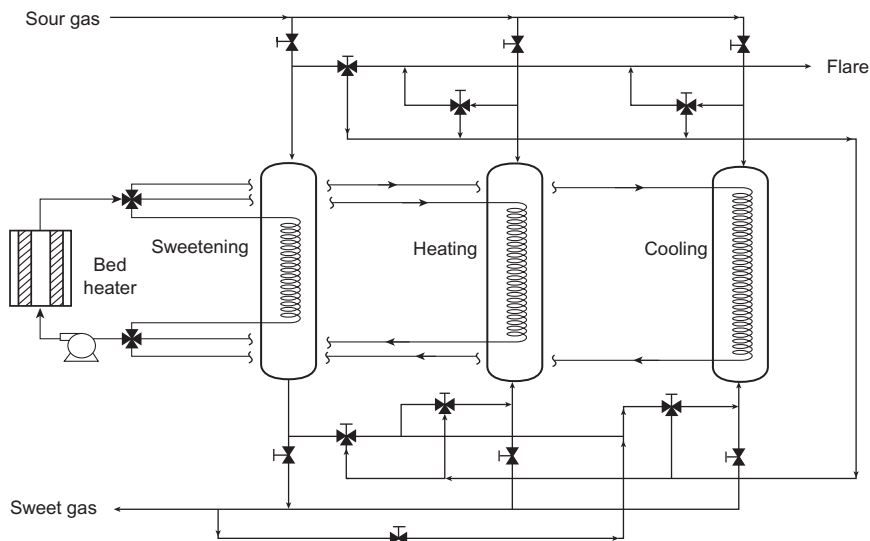 Sour gas
Flare
Sweetening
Heating
Cooling
Bed
heater
Sweet gas